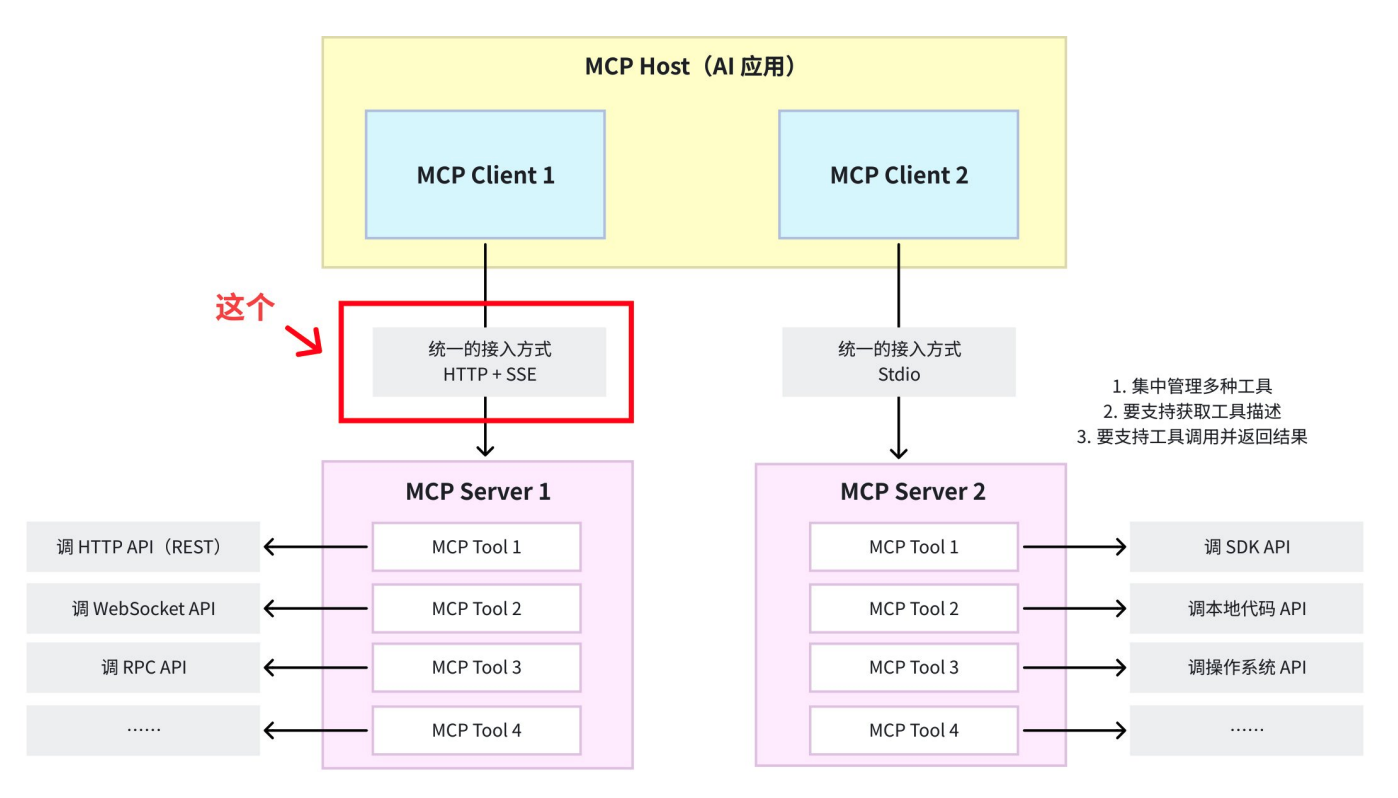 MCP Host（AI 应用）
MCP Client 1
MCP Client 2
这个
统一的接入方式
HTTP + SSE
统一的接入方式
Stdio
1. 集中管理多种工具
2. 要支持获取工具描述
3. 要支持工具调用并返回结果
MCP Server 1
MCP Server 2
调 HTTP API（REST）
MCP Tool 1
MCP Tool 1
调 SDK API
调 WebSocket API
MCP Tool 2
MCP Tool 2
调本地代码 API
调 RPC API
MCP Tool 3
MCP Tool 3
调操作系统 API
……
MCP Tool 4
MCP Tool 4
……